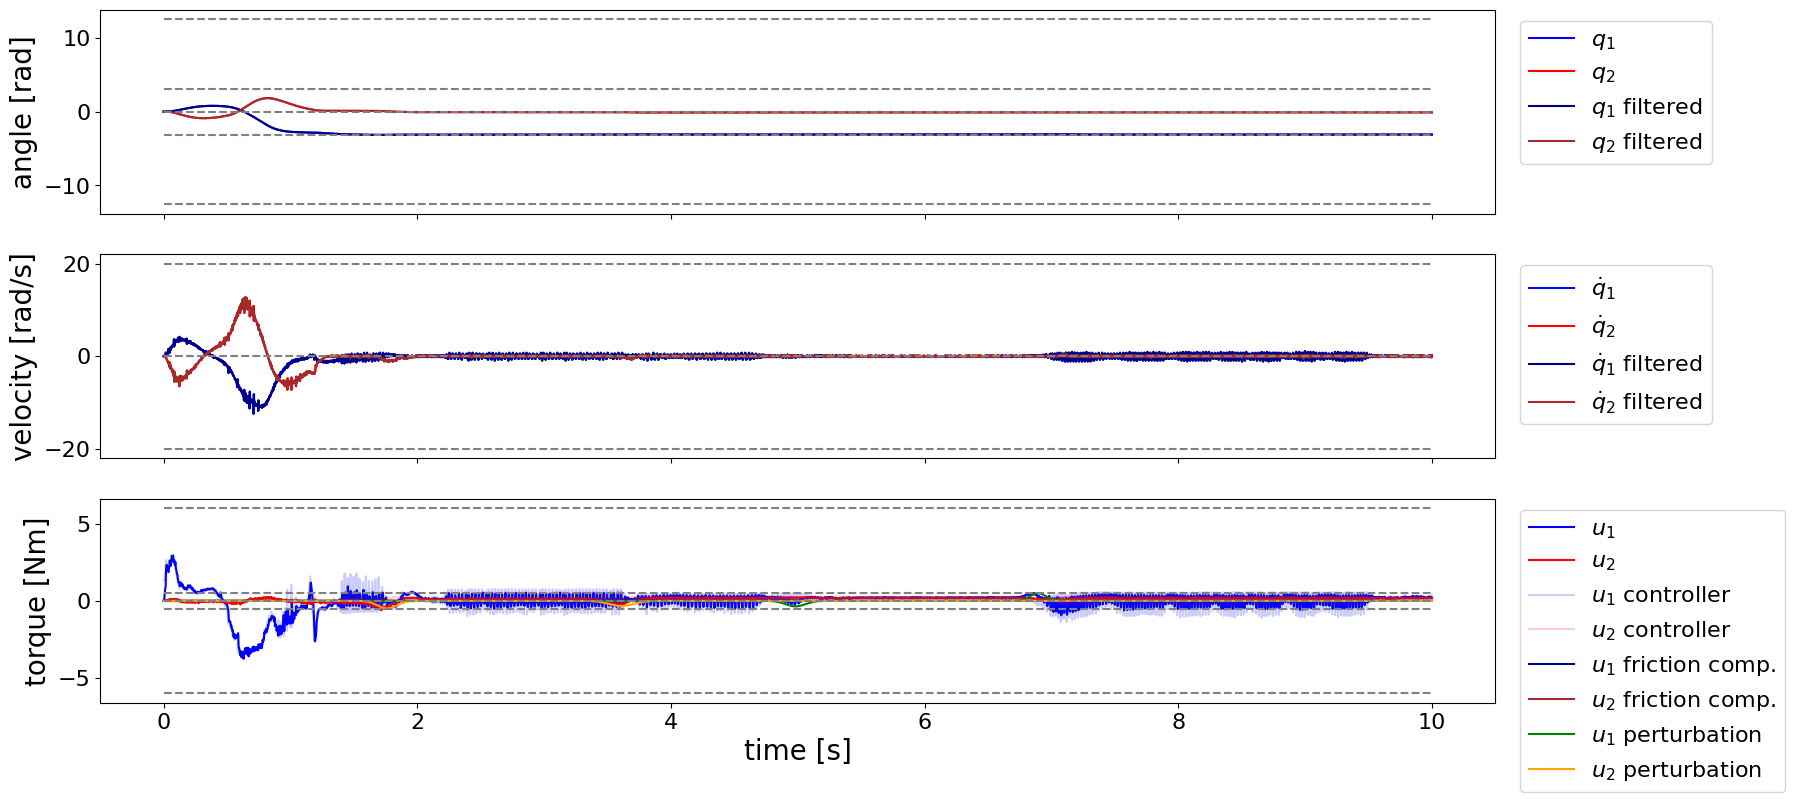 angle [rad]
10
0
−10
q₁
q₂
q₁ filtered
q₂ filtered
velocity [rad/s]
20
0
−20
q̇₁
q̇₂
q̇₁ filtered
q̇₂ filtered
torque [Nm]
5
0
−5
0 2 4 6 8 10
time [s]
u₁
u₂
u₁ controller
u₂ controller
u₁ friction comp.
u₂ friction comp.
u₁ perturbation
u₂ perturbation